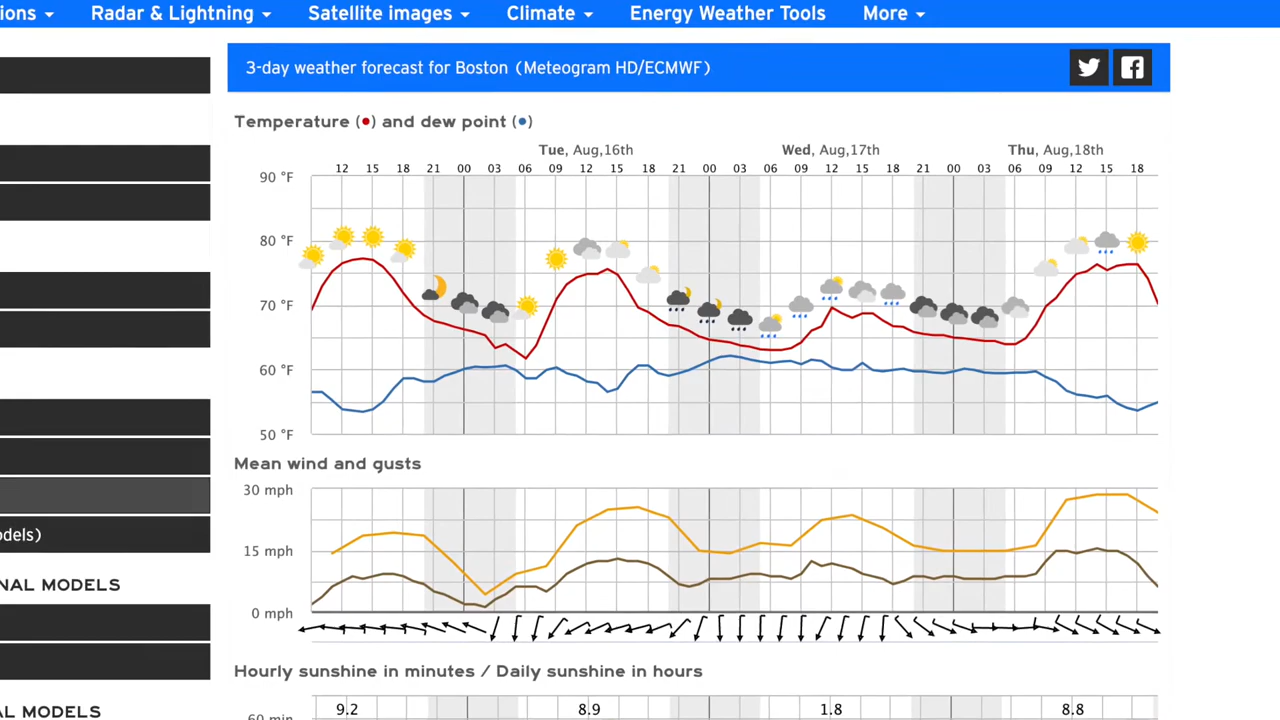 ions Radar & Lightning Satellite images Climate Energy Weather Tools More
3-day weather forecast for Boston (Meteogram HD/ECMWF)
Temperature (•) and dew point (•)
Tue, Aug,16th Wed, Aug,17th Thu, Aug,18th
12 15 18 21 00 03 06 09 12 15 18 21 00 03 06 09 12 15 18 21 00 03 06 09 12 15 18
90 °F
80 °F
70 °F
60 °F
50 °F
Mean wind and gusts
30 mph
odels)
15 mph
NAL MODELS
0 mph
Hourly sunshine in minutes / Daily sunshine in hours
AL MODELS
9.2 8.9 1.8 8.8
60 min